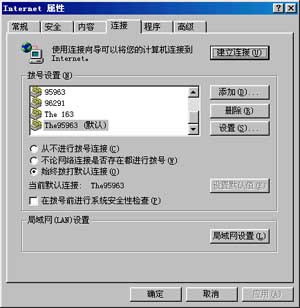 Internet 属性
常规 安全 内容 连接 程序 高级
使用连接向导可以将您的计算机连接到
Internet。
建立连接(U)
拨号设置(N)
95963
96291
The 163
The95963 (默认)
添加(D)...
删除(R)
设置(S)...
从不进行拨号连接(C)
不论网络连接是否存在都进行拨号(W)
始终拨打默认连接(O)
当前默认连接: The95963
设置默认值(E)
在拨号前进行系统安全性检查(P)
局域网(LAN)设置
局域网设置(L)
确定 取消 应用(A)